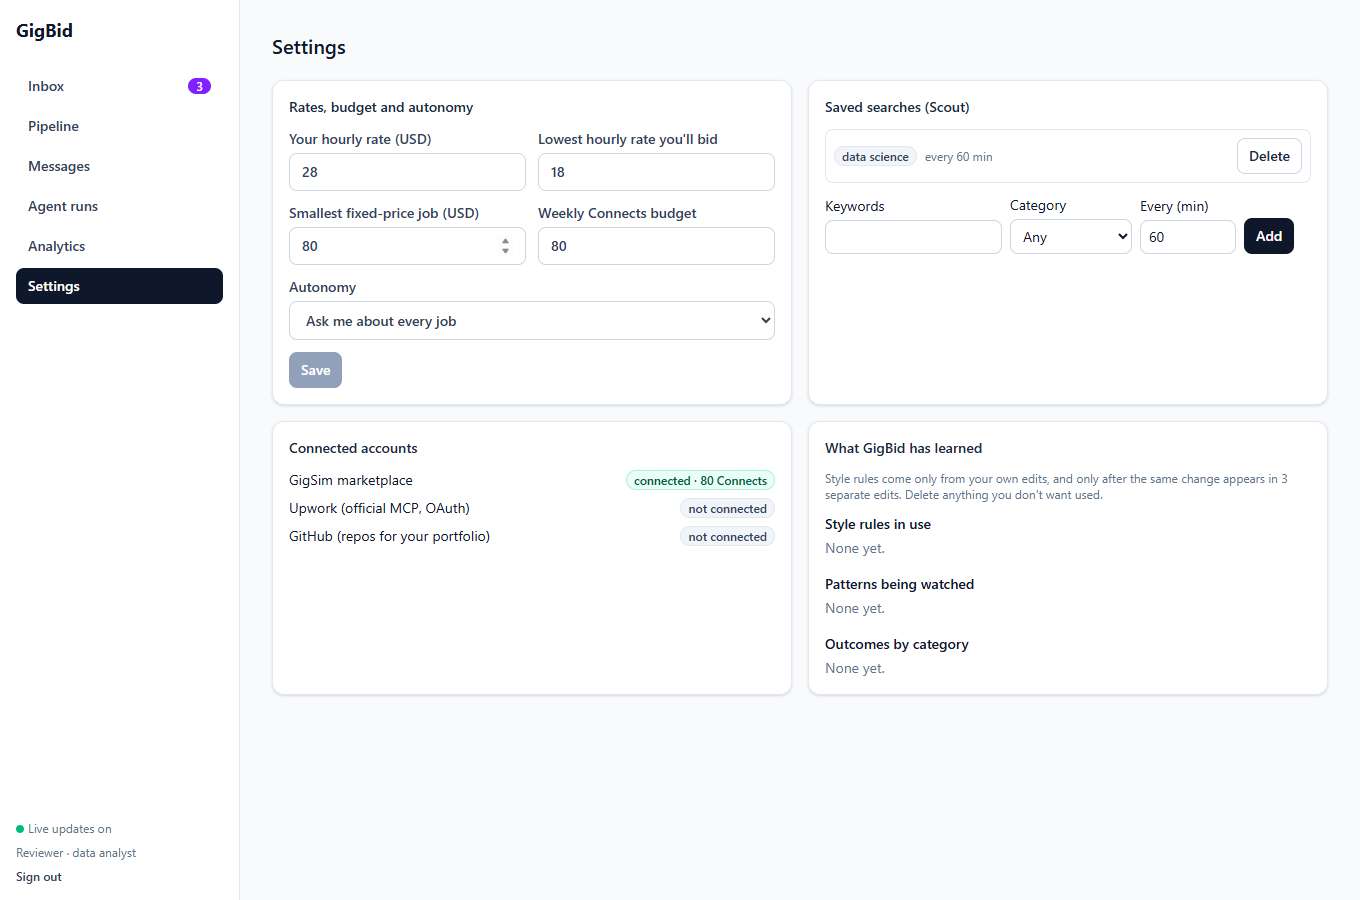 GigBid
Inbox 3
Pipeline
Messages
Agent runs
Analytics
Settings
Live updates on
Reviewer · data analyst
Sign out
Settings
Rates, budget and autonomy
Your hourly rate (USD) Lowest hourly rate you'll bid
28 18
Smallest fixed-price job (USD) Weekly Connects budget
80 80
Autonomy
Ask me about every job
Save
Saved searches (Scout)
data science every 60 min Delete
Keywords Category Every (min)
Any 60 Add
Connected accounts
GigSim marketplace connected · 80 Connects
Upwork (official MCP, OAuth) not connected
GitHub (repos for your portfolio) not connected
What GigBid has learned
Style rules come only from your own edits, and only after the same change appears in 3
separate edits. Delete anything you don't want used.
Style rules in use
None yet.
Patterns being watched
None yet.
Outcomes by category
None yet.